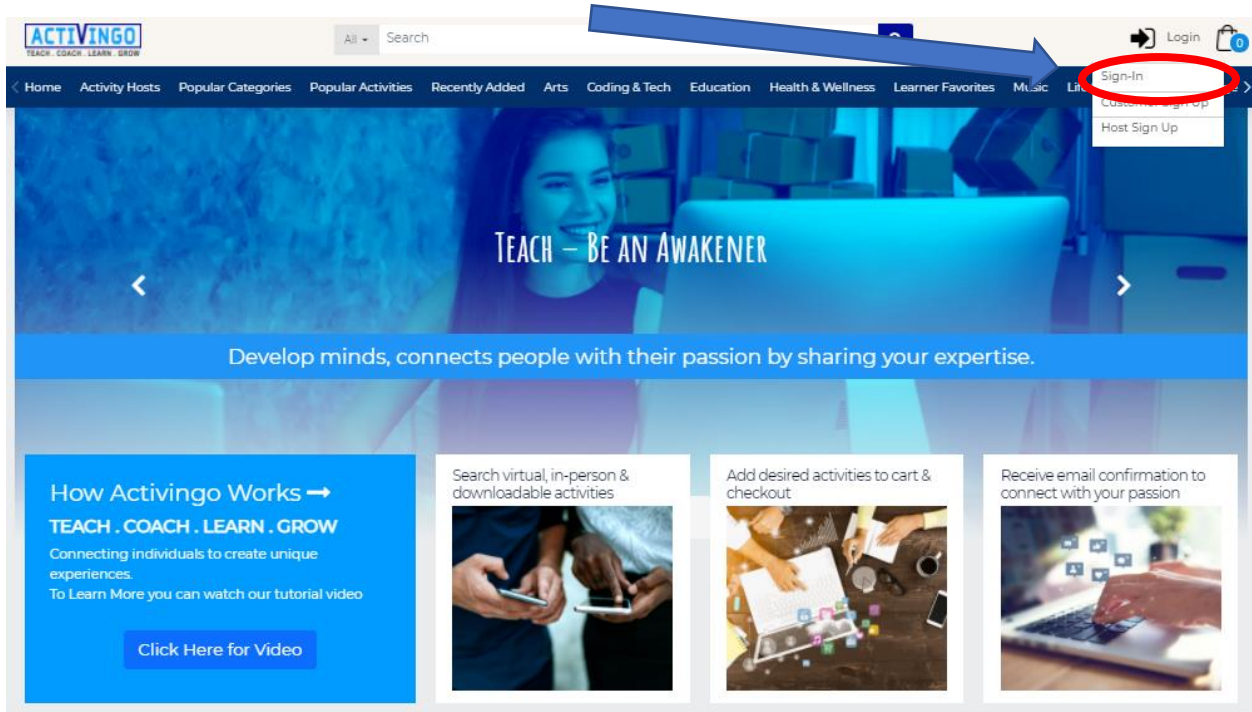 ACTIVINGO
TEACH . COACH . LEARN . GROW
All
Search
Login
0
Sign-In
Customer Sign Up
Host Sign Up
Home Activity Hosts Popular Categories Popular Activities Recently Added Arts Coding & Tech Education Health & Wellness Learner Favorites Music
TEACH – BE AN AWAKENER
Develop minds, connects people with their passion by sharing your expertise.
How Activingo Works →
TEACH . COACH . LEARN . GROW
Connecting individuals to create unique
experiences.
To Learn More you can watch our tutorial video
Click Here for Video
Search virtual, in-person &
downloadable activities
Add desired activities to cart &
checkout
Receive email confirmation to
connect with your passion